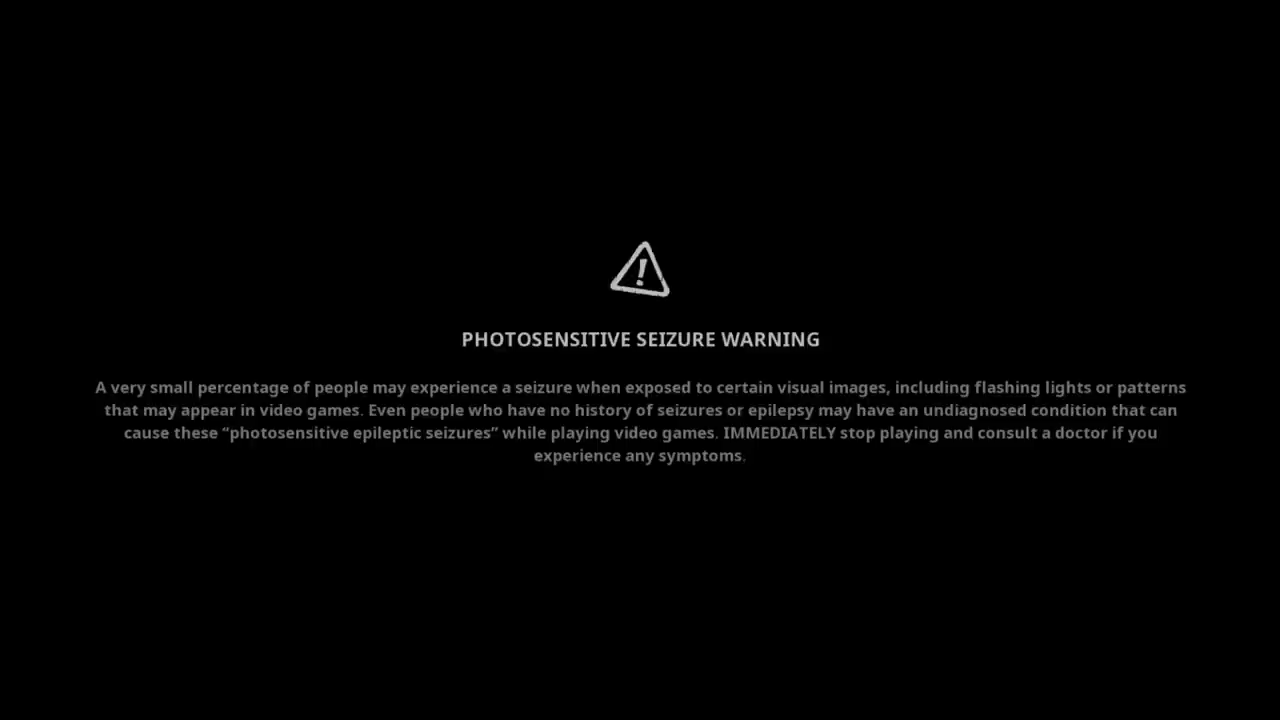 PHOTOSENSITIVE SEIZURE WARNING
A very small percentage of people may experience a seizure when exposed to certain visual images, including flashing lights or patterns
that may appear in video games. Even people who have no history of seizures or epilepsy may have an undiagnosed condition that can
cause these “photosensitive epileptic seizures” while playing video games. IMMEDIATELY stop playing and consult a doctor if you
experience any symptoms.